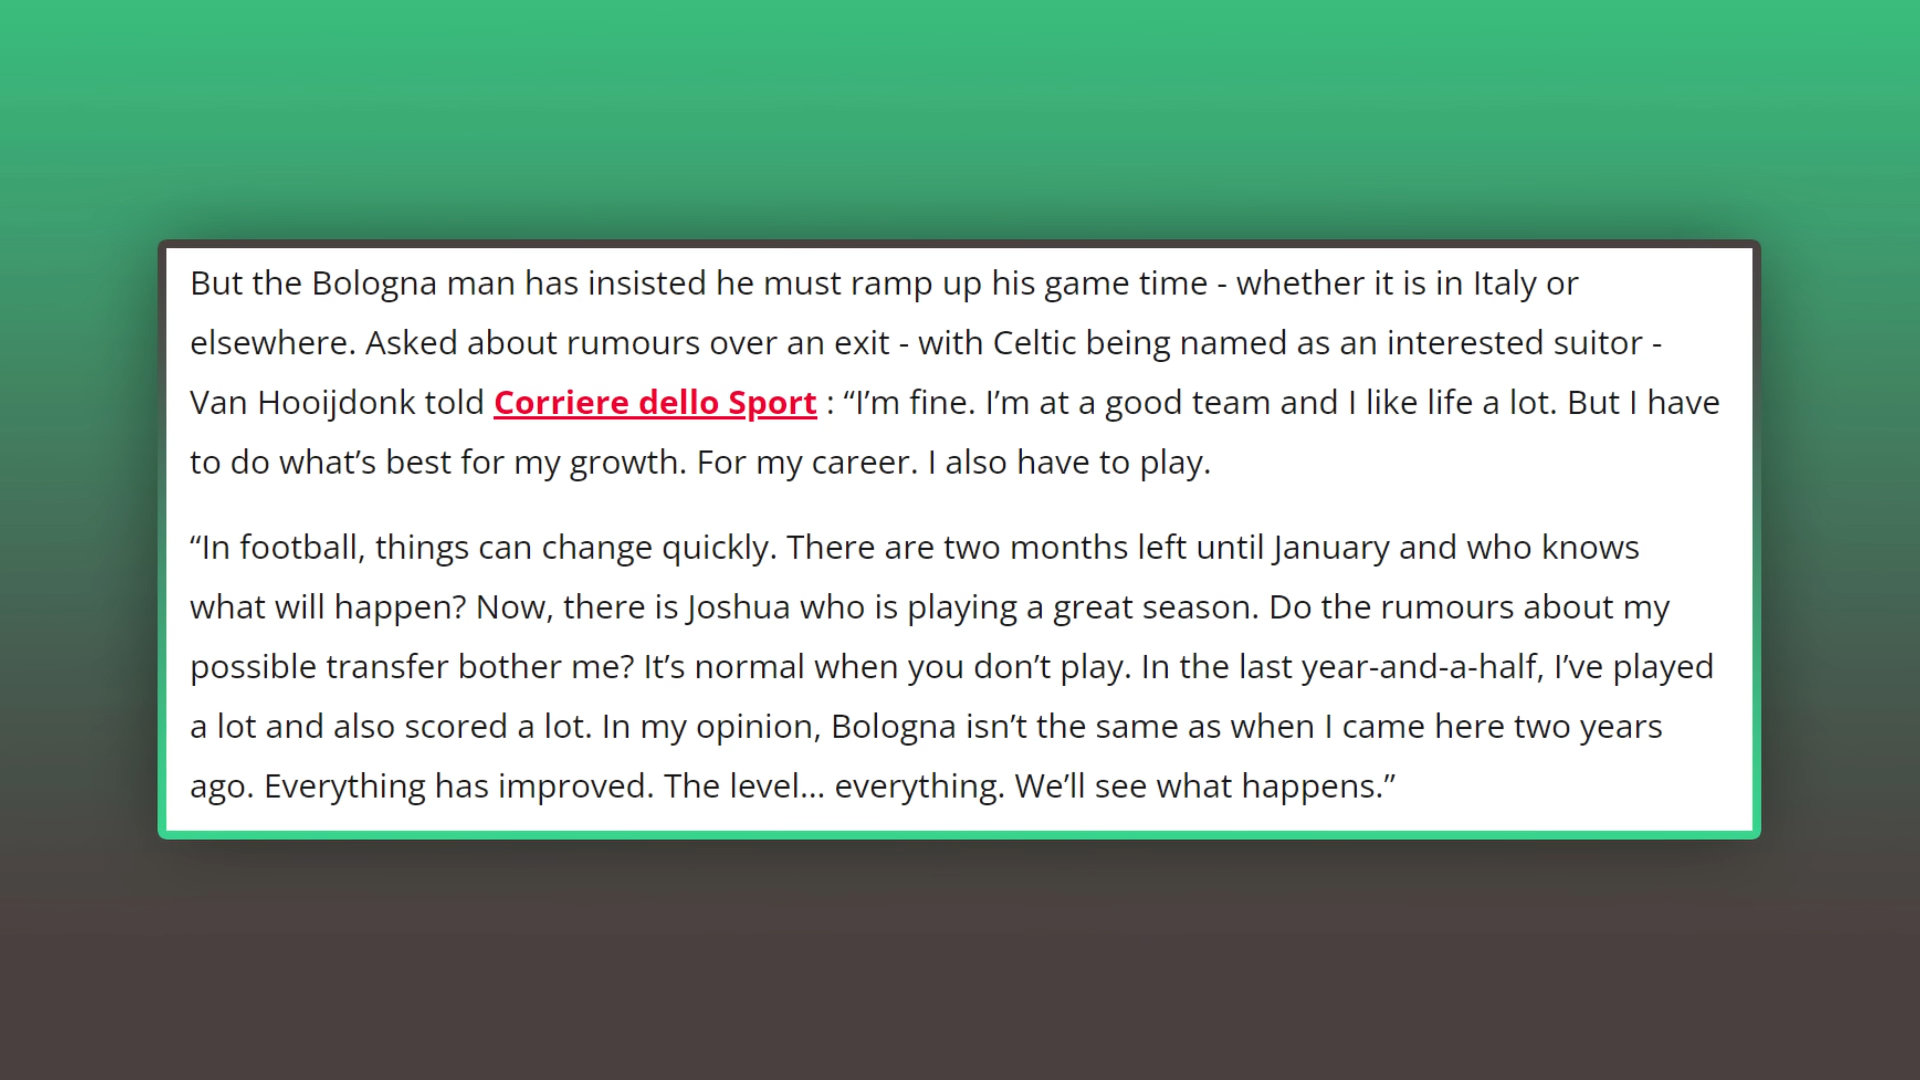 But the Bologna man has insisted he must ramp up his game time - whether it is in Italy or
elsewhere. Asked about rumours over an exit - with Celtic being named as an interested suitor -
Van Hooijdonk told Corriere dello Sport : “I’m fine. I’m at a good team and I like life a lot. But I have
to do what’s best for my growth. For my career. I also have to play.
“In football, things can change quickly. There are two months left until January and who knows
what will happen? Now, there is Joshua who is playing a great season. Do the rumours about my
possible transfer bother me? It’s normal when you don’t play. In the last year-and-a-half, I’ve played
a lot and also scored a lot. In my opinion, Bologna isn’t the same as when I came here two years
ago. Everything has improved. The level... everything. We’ll see what happens.”